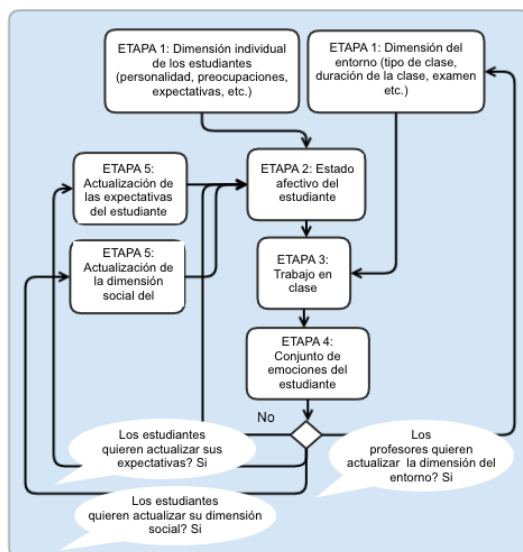 ETAPA 1: Dimensión individual
de los estudiantes
(personalidad, preocupaciones,
expectativas, etc.)
ETAPA 1: Dimensión del
entorno (tipo de clase,
duración de la clase, examen
etc.)
ETAPA 5:
Actualización de
las expectativas
del estudiante
ETAPA 2: Estado
afectivo del
estudiante
ETAPA 5:
Actualización de
la dimensión
social del
ETAPA 3:
Trabajo en
clase
ETAPA 4:
Conjunto de
emociones del
estudiante
No
Los estudiantes
quieren actualizar sus
expectativas? Si
Los
profesores quieren
actualizar la dimensión del
entorno? Si
Los estudiantes
quieren actualizar su dimensión
social? Si